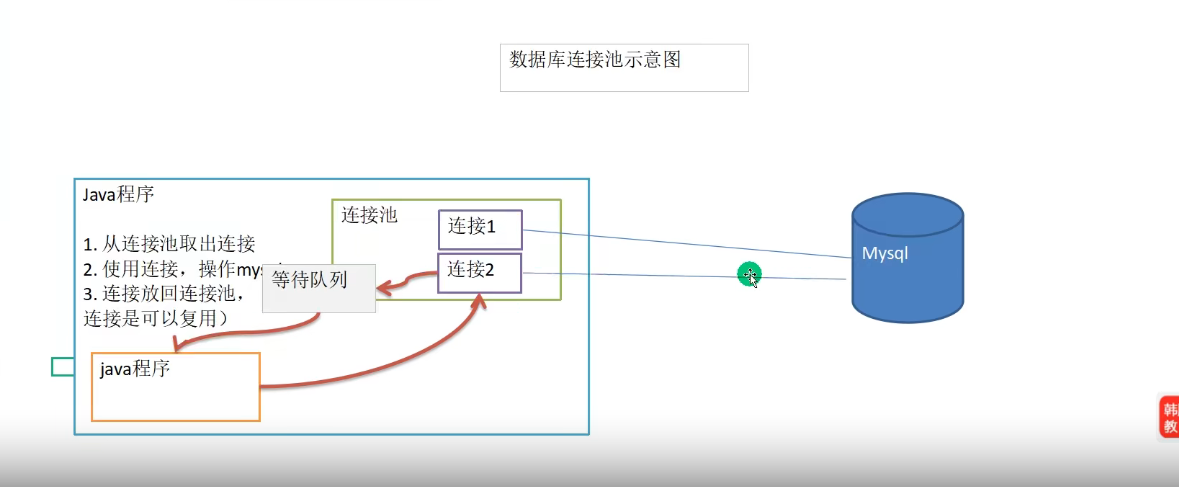 数据库连接池示意图
Java程序
连接池
连接1
1. 从连接池取出连接
2. 使用连接，操作mys
连接2
等待队列
3. 连接放回连接池，
连接是可以复用）
java程序
Mysql
韩
教